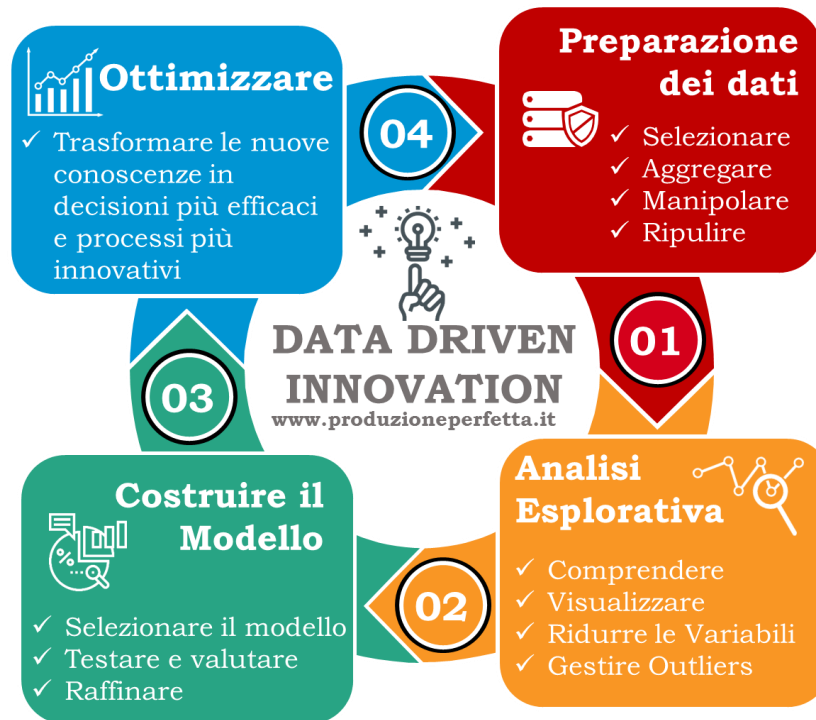 Preparazione
dei dati
✓ Selezionare
✓ Aggregare
✓ Manipolare
✓ Ripulire
01
Analisi
Esplorativa
✓ Comprendere
✓ Visualizzare
✓ Ridurre le Variabili
✓ Gestire Outliers
02
Costruire il
Modello
%
✓ Selezionare il modello
✓ Testare e valutare
✓ Raffinare
03
Ottimizzare
✓ Trasformare le nuove
conoscenze in
decisioni più efficaci
e processi più
innovativi
04
DATA DRIVEN
INNOVATION
www.produzioneperfetta.it